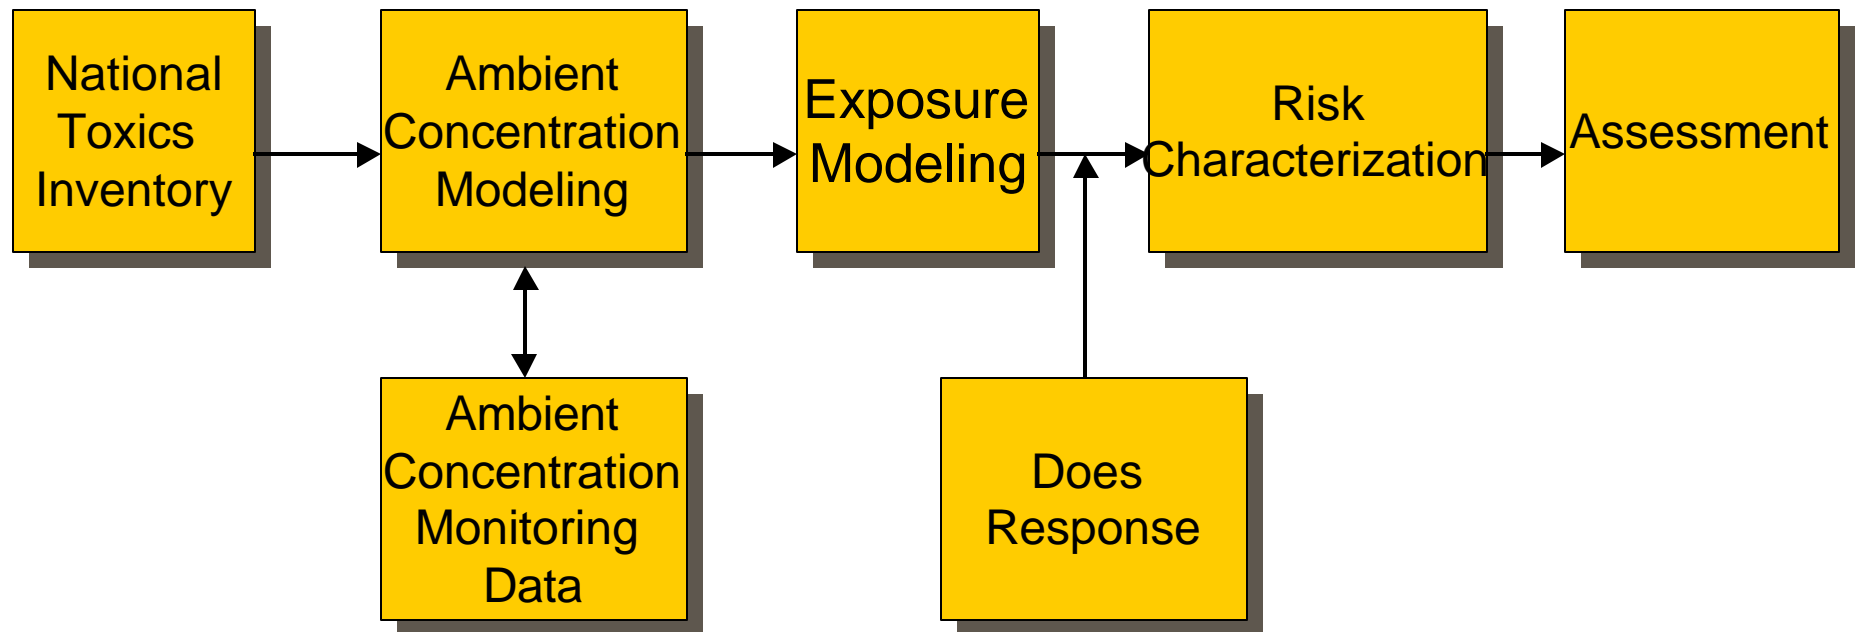 National
Toxics
Inventory
Ambient
Concentration
Modeling
Exposure
Modeling
Risk
Characterization
Assessment
Ambient
Concentration
Monitoring
Data
Does
Response